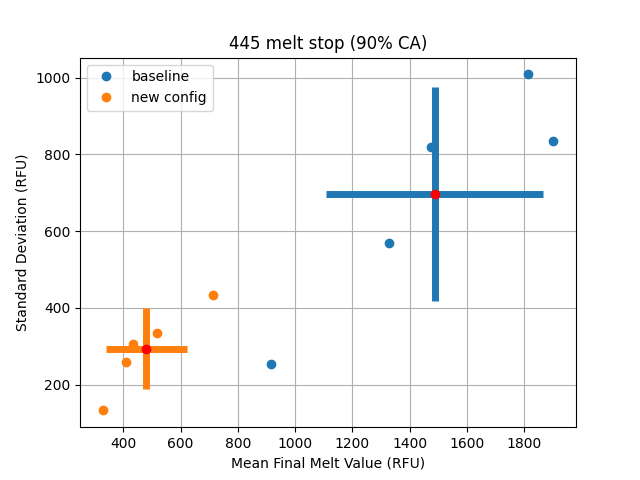 445 melt stop (90% CA)
baseline
new config
Standard Deviation (RFU)
1000
800
600
400
200
400 600 800 1000 1200 1400 1600 1800
Mean Final Melt Value (RFU)